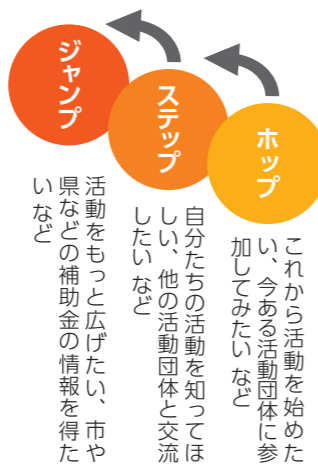 ホップ
これから活動を始めた
い、今ある活動団体に参
加してみたい など
ステップ
自分たちの活動を知ってほ
しい、他の活動団体と交流
したい など
ジャンプ
活動をもっと広げたい、市や
県などの補助金の情報を得た
い など